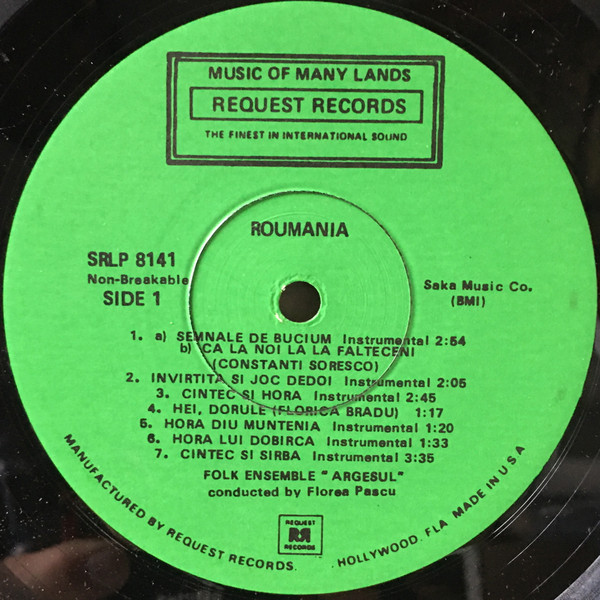 MUSIC OF MANY LANDS
REQUEST RECORDS
THE FINEST IN INTERNATIONAL SOUND
ROUMANIA
SRLP 8141
Non-Breakable
SIDE 1
Saka Music Co.
(BMI)
1. a) SEMNALE DE BUCIUM Instrumental 2:54
b) CA LA NOI LA LA FALTECENI
(CONSTANTI SORESCO)
2. INVIRTITA SI JOC DEDOI Instrumental 2:05
3. CINTEC SI HORA Instrumental 2:45
4. HEI, DORULE (FLORICA BRADU) 1:17
5. HORA DIU MUNTENIA Instrumental 1:20
6. HORA LUI DOBIRCA Instrumental 1:33
7. CINTEC SI SIRBA Instrumental 3:35
FOLK ENSEMBLE "ARGESUL"
conducted by Florea Pascu
REQUEST
RR
RECORDS
MANUFACTURED BY REQUEST RECORDS. HOLLYWOOD. FLA MADE IN U S A